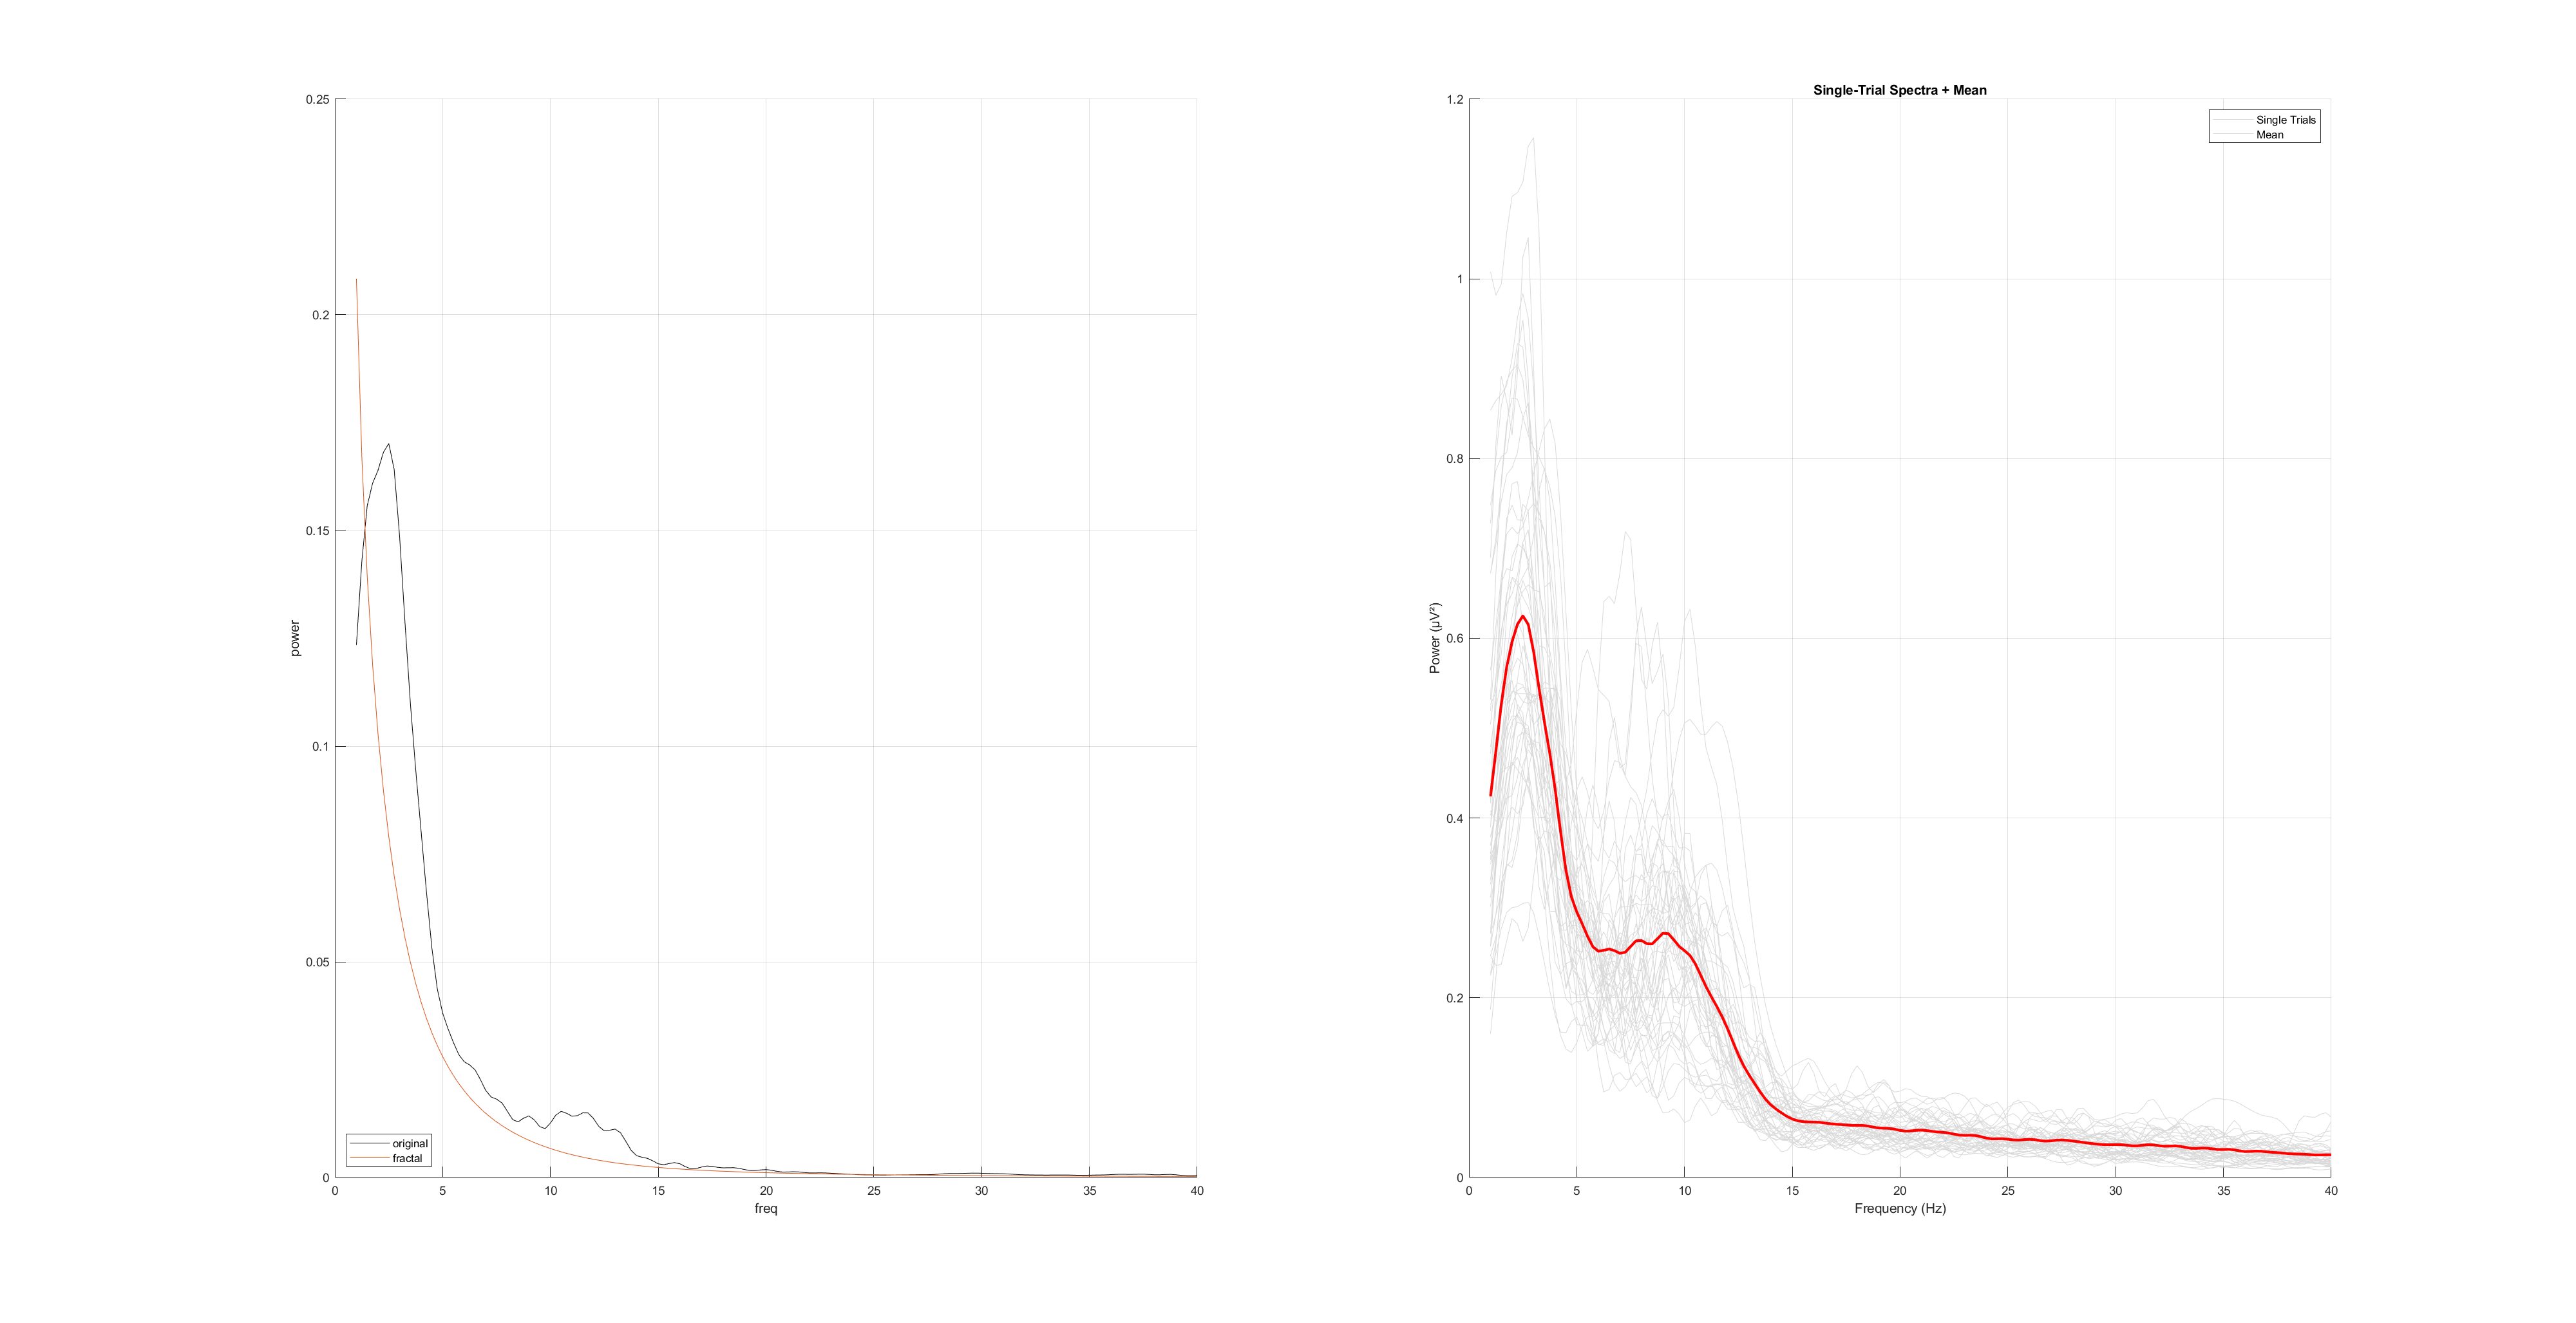 0.25
0.2
0.15
0.1
0.05
0
power
original
fractal
0 5 10 15 20 25 30 35 40
freq
Single-Trial Spectra + Mean
1.2
1
0.8
0.6
0.4
0.2
0
Power (µV²)
Single Trials
Mean
0 5 10 15 20 25 30 35 40
Frequency (Hz)